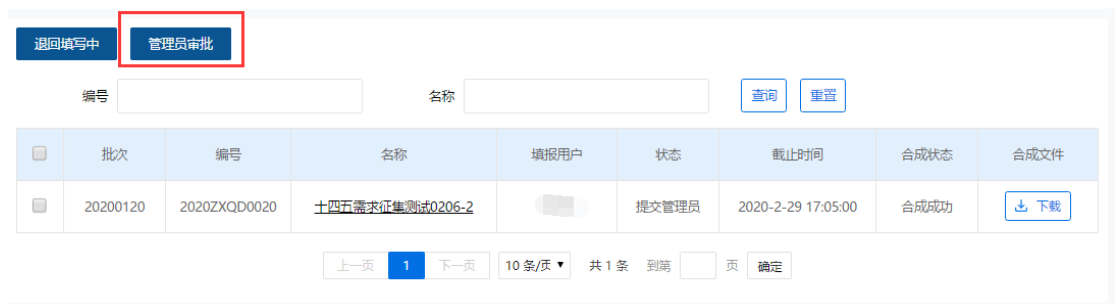 退回填写中 管理员审批
编号 名称 查询 重置
批次 编号 名称 填报用户 状态 截止时间 合成状态 合成文件
20200120 2020ZXQD0020 十四五需求征集测试0206-2 提交管理员 2020-2-29 17:05:00 合成成功 下载
上一页 1 下一页 10 条/页 共 1 条 到第 页 确定